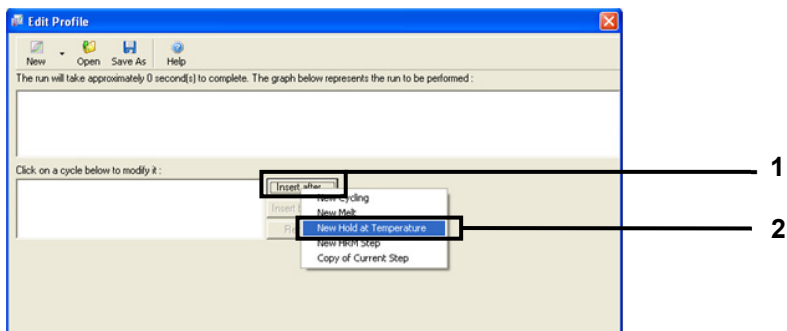 Edit Profile
New Open Save As Help
The run will take approximately 0 second(s) to complete. The graph below represents the run to be performed :
Click on a cycle below to modify it :
Insert after...
New Cycling
Insert
New Melt
New Hold at Temperature
New HRM Step
Copy of Current Step
1
2